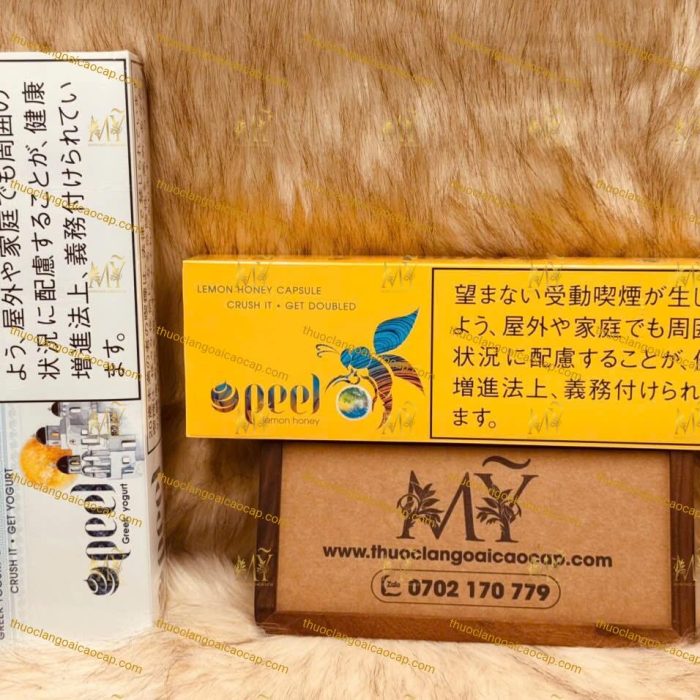 よう、屋外や家庭でも周囲の
状況に配慮することが、健康
増進法上、義務付けられてい
ます。
CRUSH IT • GET YOGURT
peel
Greek yogurt
LEMON HONEY CAPSULE
CRUSH IT • GET DOUBLED
peel
lemon honey
望まない受動喫煙が生し
よう、屋外や家庭でも周囲
状況に配慮することが、
増進法上、義務付けられ
ます。
MỸ
www.thuoclangoaicaocap.com
Zalo 0702 170 779
thuoclangoaicaocap.com